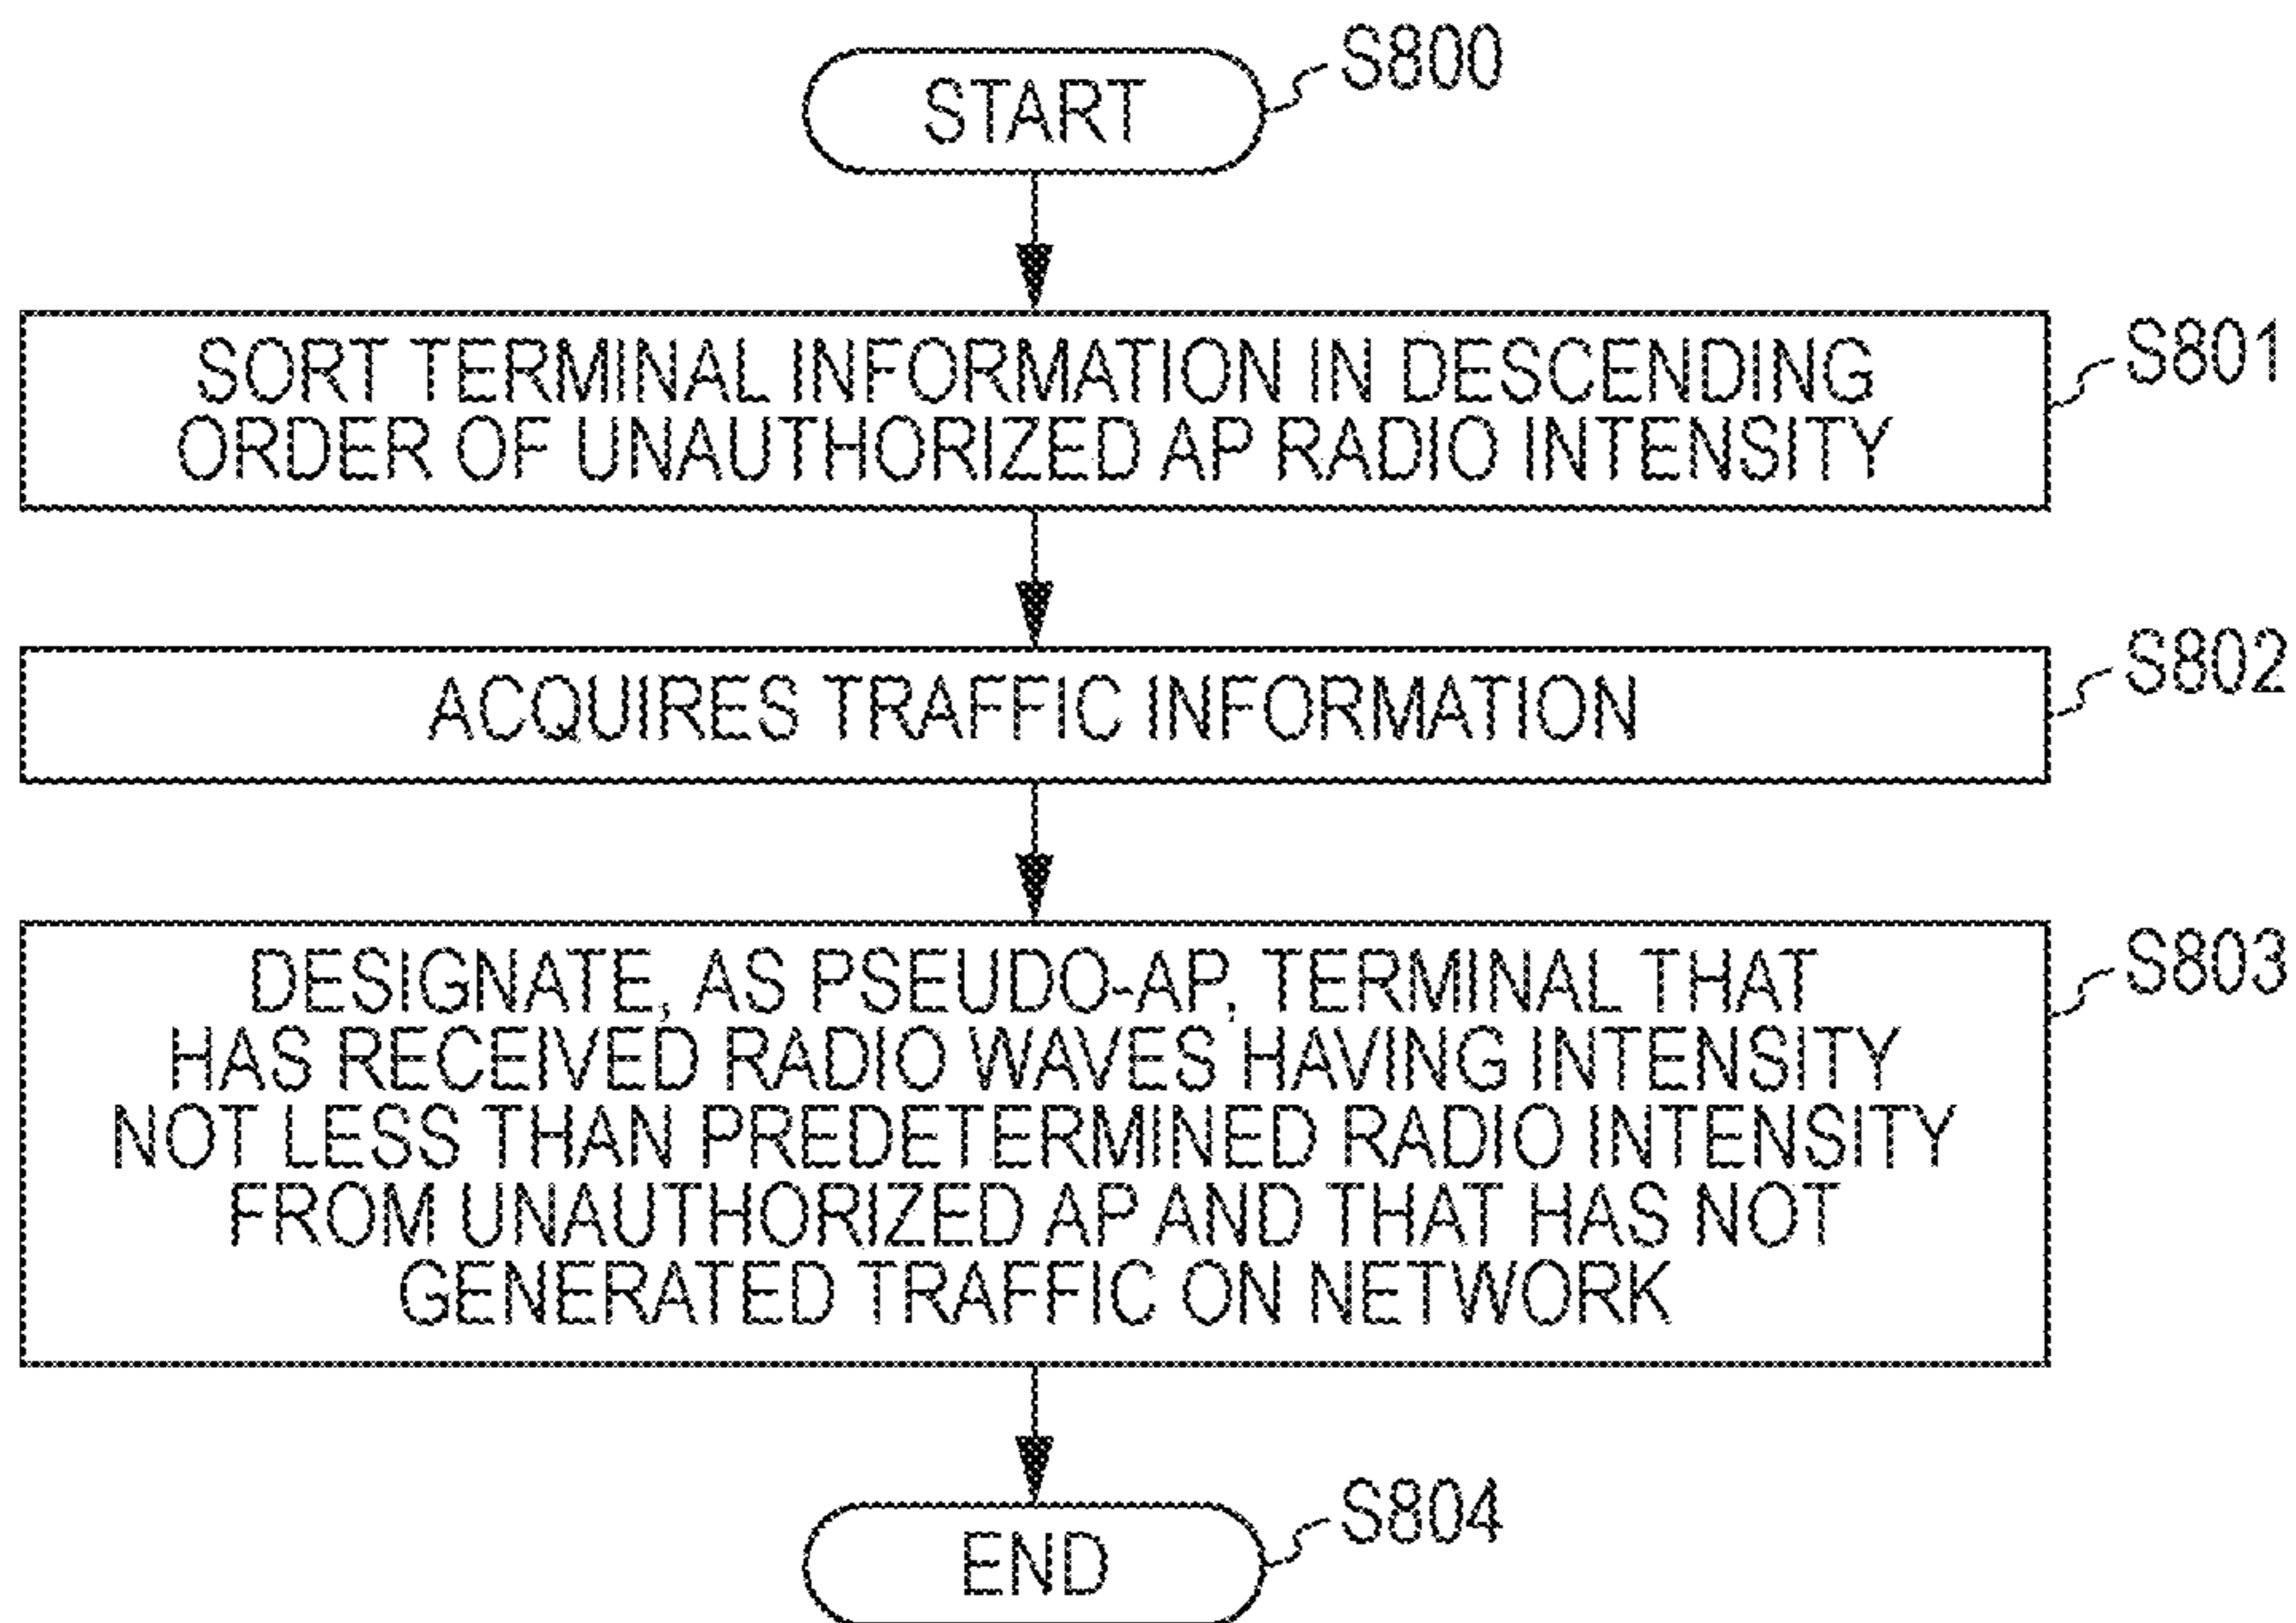 START
S800
SORT TERMINAL INFORMATION IN DESCENDING
ORDER OF UNAUTHORIZED AP RADIO INTENSITY
S801
ACQUIRES TRAFFIC INFORMATION
S802
DESIGNATE, AS PSEUDO-AP, TERMINAL THAT
HAS RECEIVED RADIO WAVES HAVING INTENSITY
NOT LESS THAN PREDETERMINED RADIO INTENSITY
FROM UNAUTHORIZED AP AND THAT HAS NOT
GENERATED TRAFFIC ON NETWORK
S803
END
S804